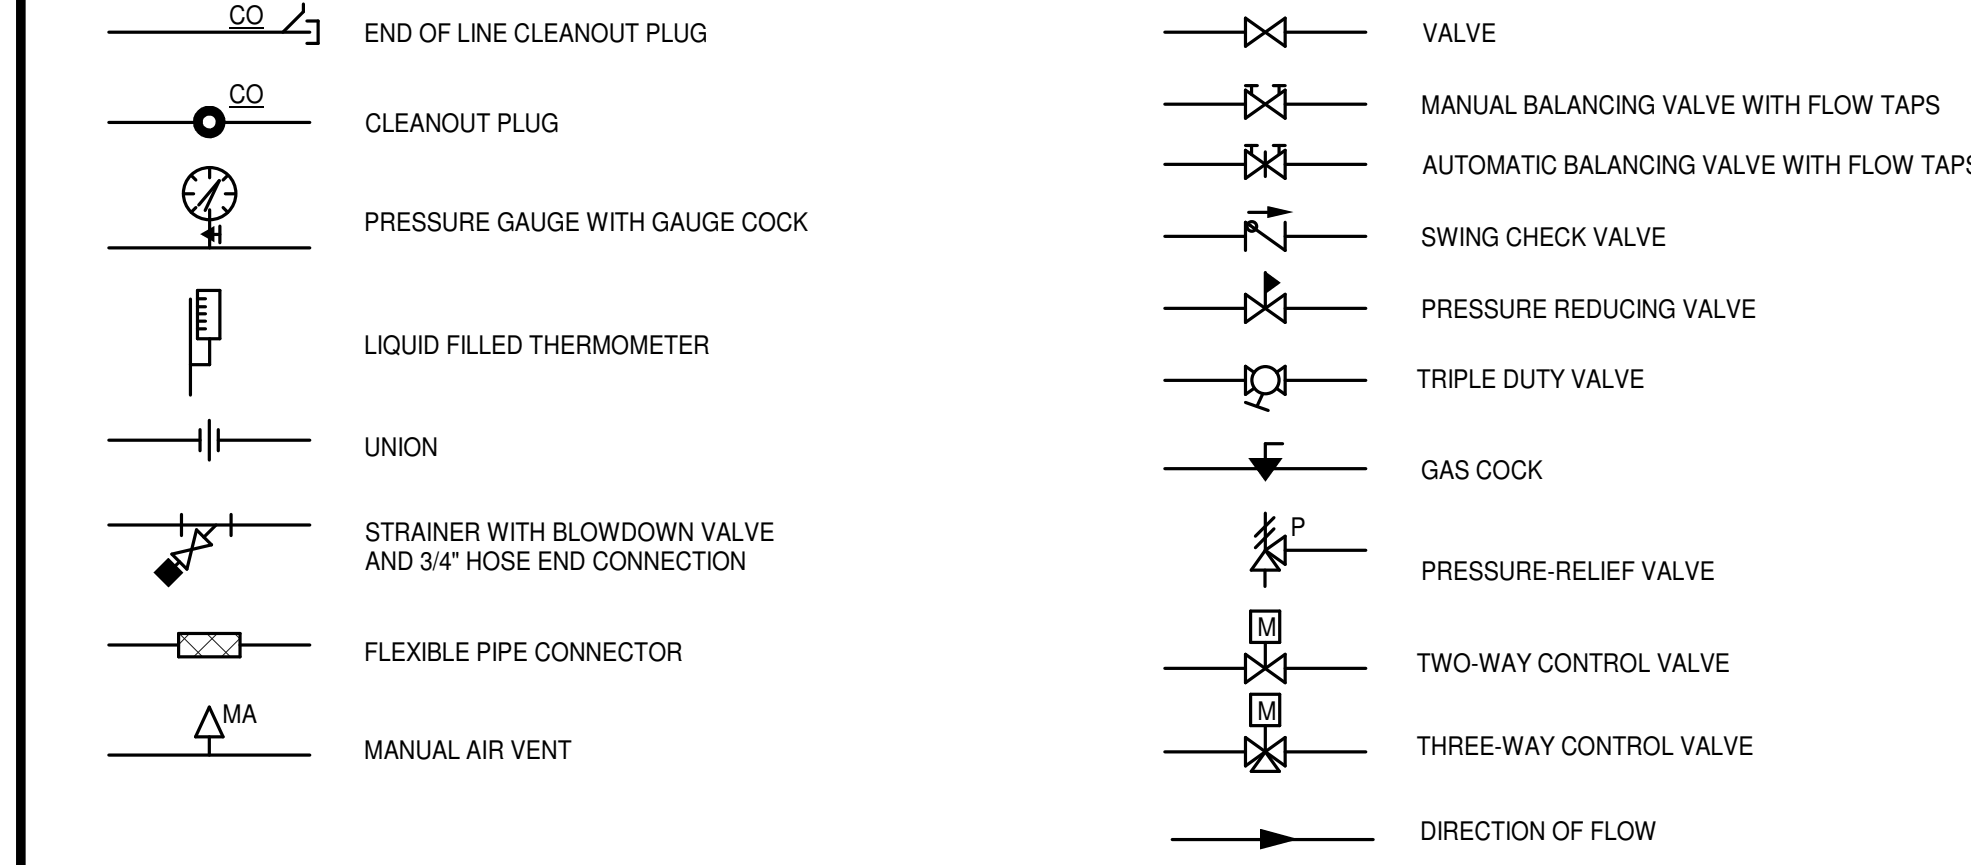 CO
END OF LINE CLEANOUT PLUG
CO
CLEANOUT PLUG
PRESSURE GAUGE WITH GAUGE COCK
LIQUID FILLED THERMOMETER
UNION
STRAINER WITH BLOWDOWN VALVE
AND 3/4" HOSE END CONNECTION
FLEXIBLE PIPE CONNECTOR
MA
MANUAL AIR VENT
VALVE
MANUAL BALANCING VALVE WITH FLOW TAPS
AUTOMATIC BALANCING VALVE WITH FLOW TAPS
SWING CHECK VALVE
PRESSURE REDUCING VALVE
TRIPLE DUTY VALVE
GAS COCK
P
PRESSURE-RELIEF VALVE
M
TWO-WAY CONTROL VALVE
M
THREE-WAY CONTROL VALVE
DIRECTION OF FLOW